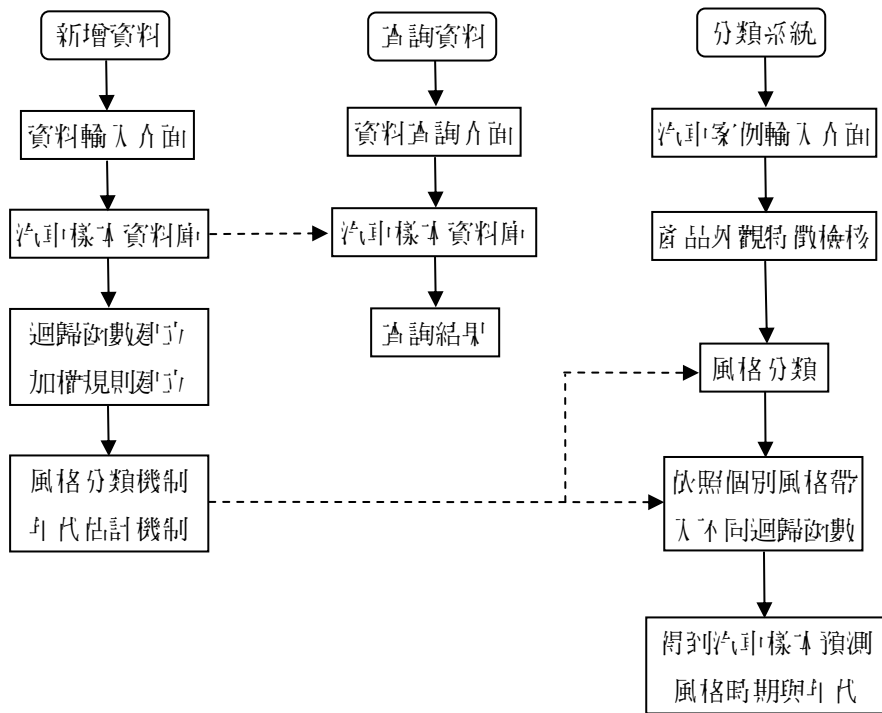 新增資料
資料輸入介面
汽車樣本資料庫
迴歸函數建立
加權規則建立
風格分類機制
年代估計機制
查詢資料
資料查詢介面
汽車樣本資料庫
查詢結果
分類系統
汽車案例輸入介面
產品外觀特徵檢核
風格分類
依照個別風格帶
入不同迴歸函數
得到汽車樣本預測
風格時期與年代